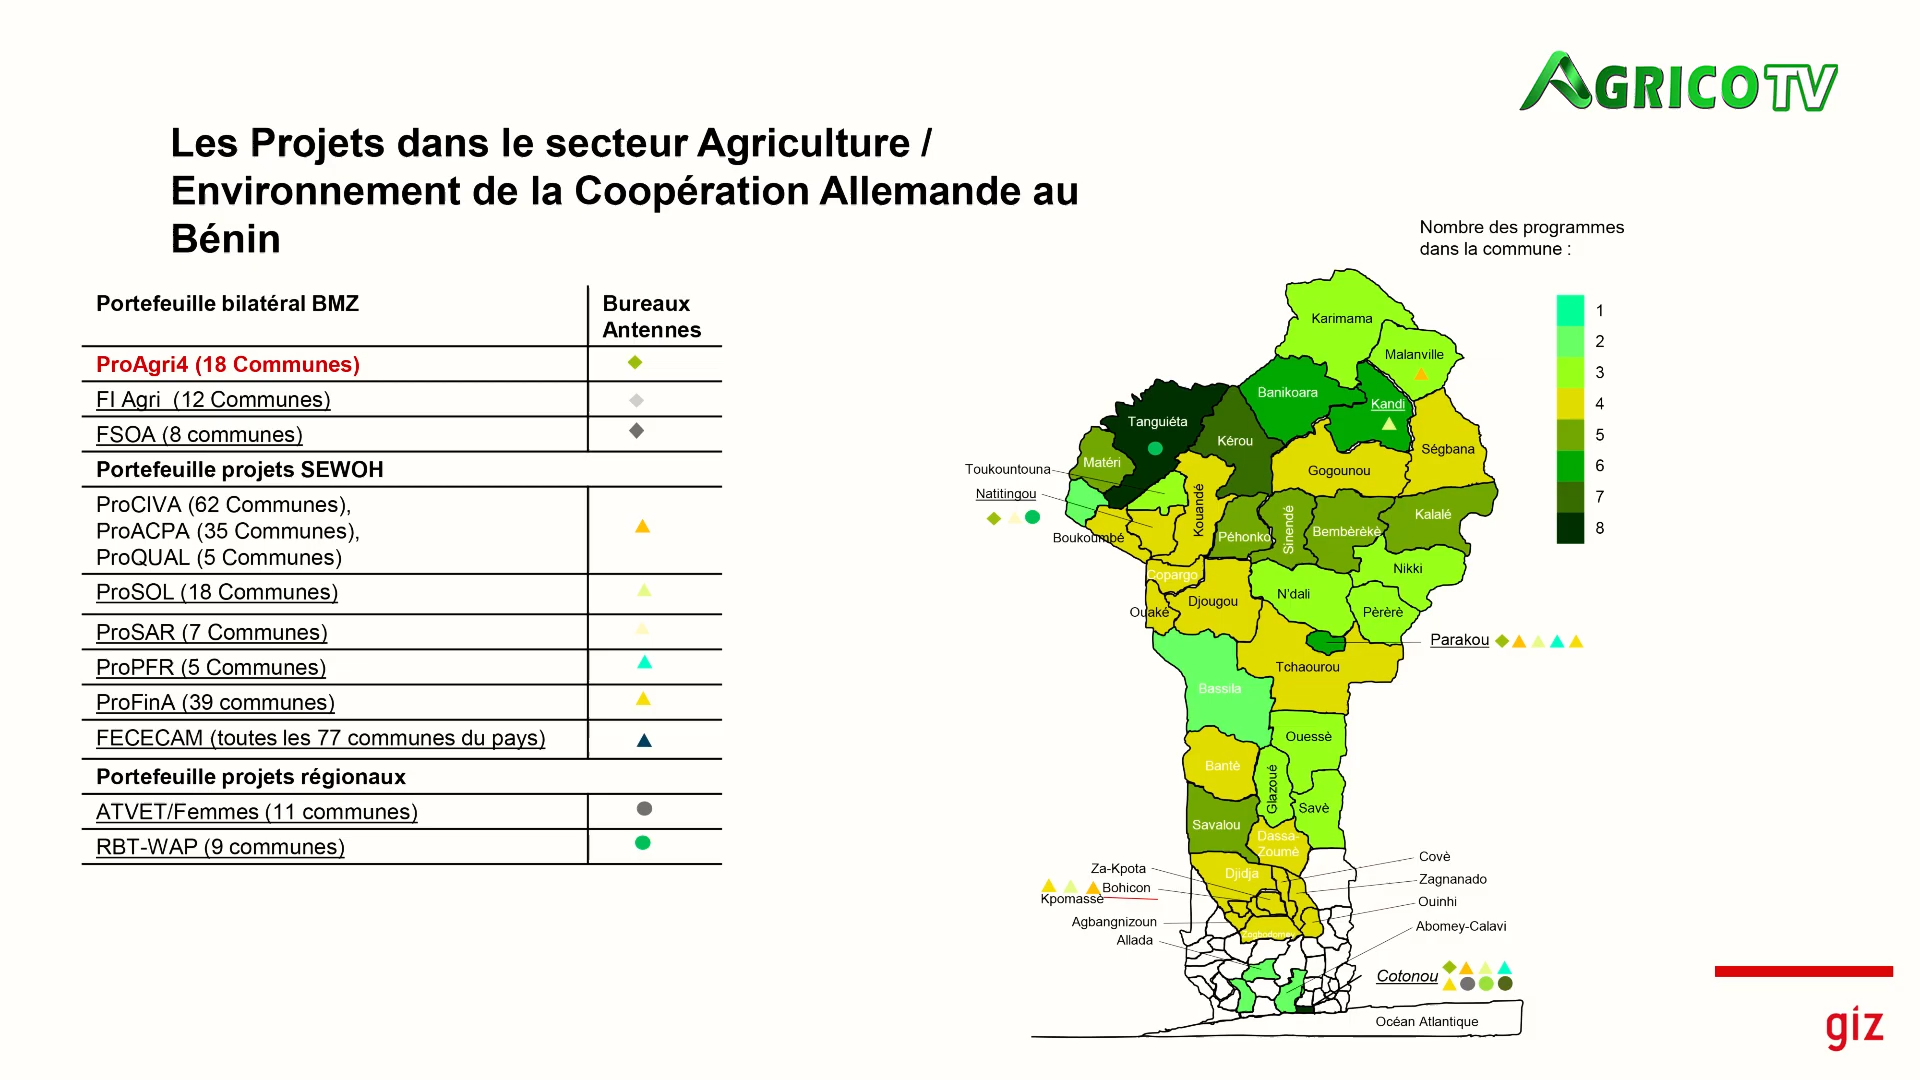 AGRICO TV
Les Projets dans le secteur Agriculture /
Environnement de la Coopération Allemande au
Bénin
Portefeuille bilatéral BMZ
Bureaux
Antennes
ProAgri4 (18 Communes)
FI Agri (12 Communes)
FSOA (8 communes)
Portefeuille projets SEWOH
ProCIVA (62 Communes),
ProACPA (35 Communes),
ProQUAL (5 Communes)
ProSOL (18 Communes)
ProSAR (7 Communes)
ProPFR (5 Communes)
ProFinA (39 communes)
FECECAM (toutes les 77 communes du pays)
Portefeuille projets régionaux
ATVET/Femmes (11 communes)
RBT-WAP (9 communes)
Nombre des programmes
dans la commune :
1
2
3
4
5
6
7
8
Karimama
Malanville
Banikoara
Kandi
Tanguiéta
Kérou
Ségbana
Matéri
Toukountouna
Gogounou
Natitingou
Kouandé
Boukoumbé
Péhonko
Sinendé
Bembèrèkè
Kalalé
Nikki
Copargo
Djougou
N'dali
Ouaké
Pèrèrè
Parakou
Tchaourou
Bassila
Ouessè
Bantè
Glazoué
Savè
Savalou
Dassa-
Zoumè
Djidja
Za-Kpota
Bohicon
Kpomassè
Agbangnizoun
Allada
Covè
Zagnanado
Ouinhi
Abomey-Calavi
Cotonou
Océan Atlantique
giz